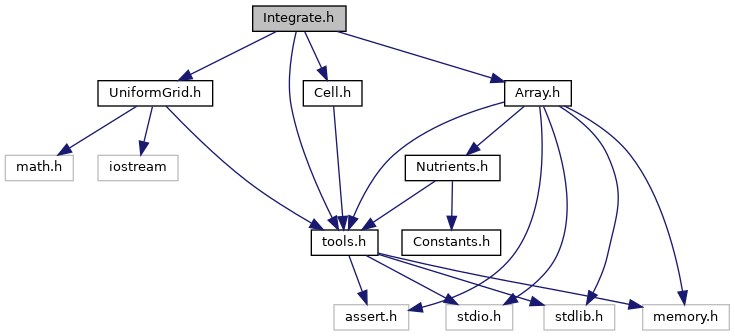 Integrate.h
UniformGrid.h
Cell.h
Array.h
math.h
iostream
Nutrients.h
tools.h
Constants.h
assert.h
stdio.h
stdlib.h
memory.h